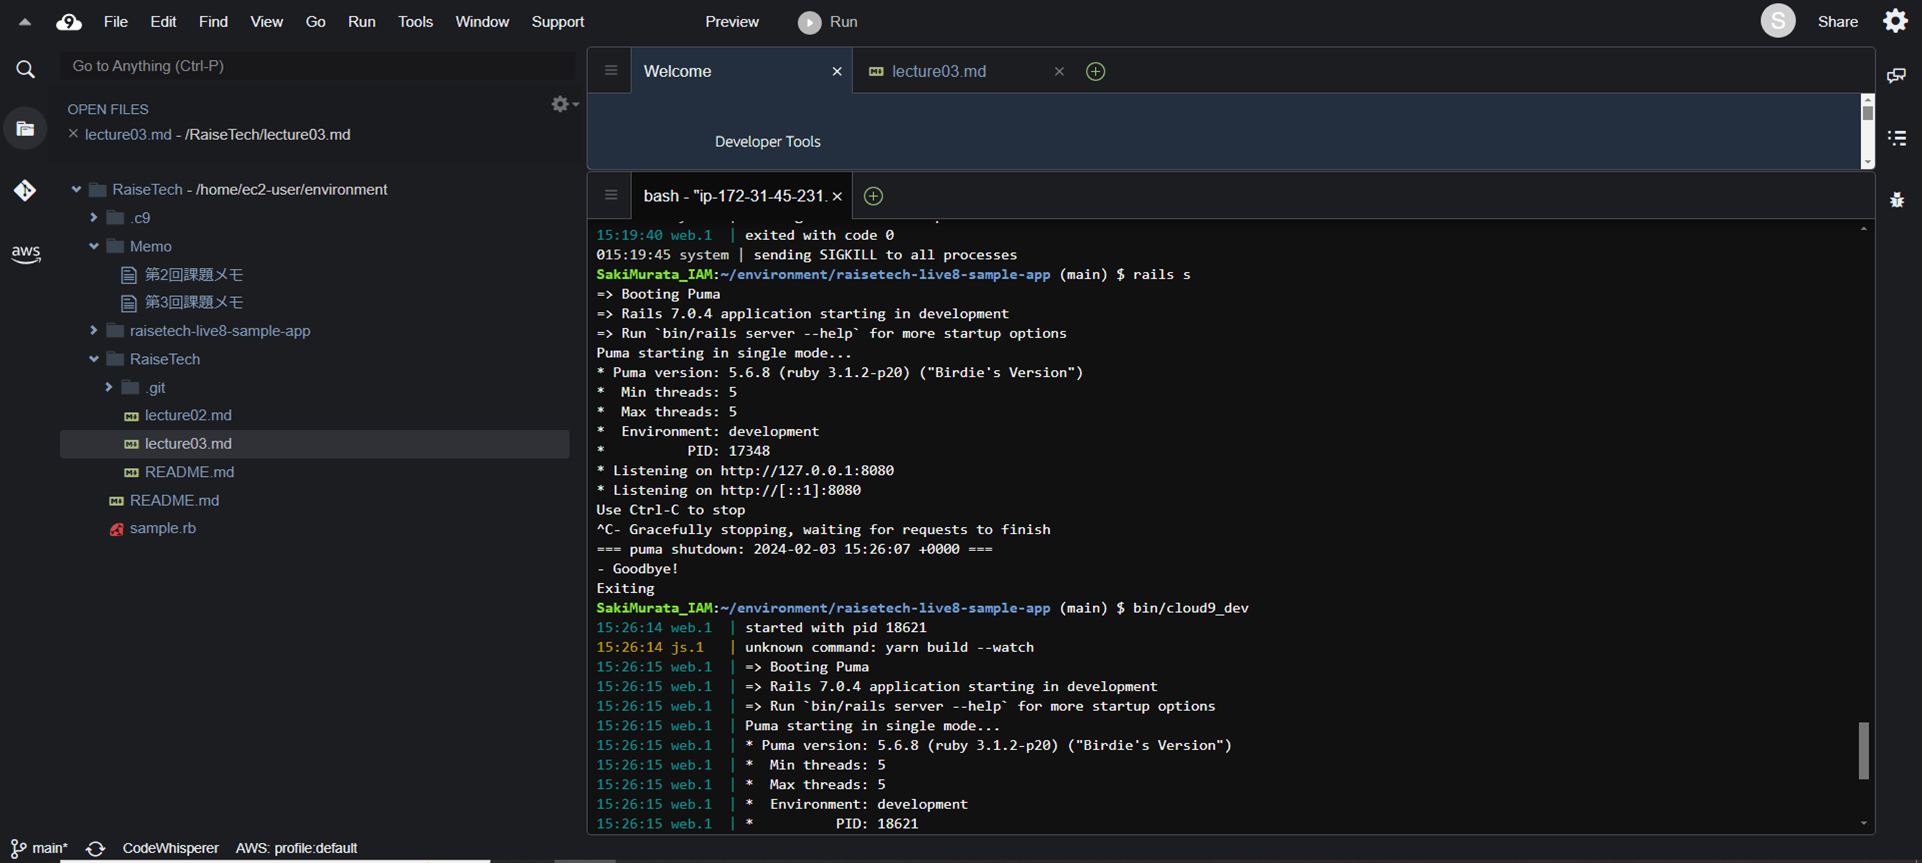 File Edit Find View Go Run Tools Window Support Preview Run S Share
Go to Anything (Ctrl-P)
OPEN FILES
lecture03.md - /RaiseTech/lecture03.md
RaiseTech - /home/ec2-user/environment
.c9
Memo
第2回課題メモ
第3回課題メモ
raisetech-live8-sample-app
RaiseTech
.git
lecture02.md
lecture03.md
README.md
README.md
sample.rb
aws
Welcome
lecture03.md
Developer Tools
bash - "ip-172-31-45-231.
15:19:40 web.1 | exited with code 0
015:19:45 system | sending SIGKILL to all processes
SakiMurata_IAM:~/environment/raisetech-live8-sample-app (main) $ rails s
=> Booting Puma
=> Rails 7.0.4 application starting in development
=> Run `bin/rails server --help` for more startup options
Puma starting in single mode...
* Puma version: 5.6.8 (ruby 3.1.2-p20) ("Birdie's Version")
* Min threads: 5
* Max threads: 5
* Environment: development
* PID: 17348
* Listening on http://127.0.0.1:8080
* Listening on http://[::1]:8080
Use Ctrl-C to stop
^C- Gracefully stopping, waiting for requests to finish
=== puma shutdown: 2024-02-03 15:26:07 +0000 ===
- Goodbye!
Exiting
SakiMurata_IAM:~/environment/raisetech-live8-sample-app (main) $ bin/cloud9_dev
15:26:14 web.1 | started with pid 18621
15:26:14 js.1 | unknown command: yarn build --watch
15:26:15 web.1 | => Booting Puma
15:26:15 web.1 | => Rails 7.0.4 application starting in development
15:26:15 web.1 | => Run `bin/rails server --help` for more startup options
15:26:15 web.1 | Puma starting in single mode...
15:26:15 web.1 | * Puma version: 5.6.8 (ruby 3.1.2-p20) ("Birdie's Version")
15:26:15 web.1 | * Min threads: 5
15:26:15 web.1 | * Max threads: 5
15:26:15 web.1 | * Environment: development
15:26:15 web.1 | * PID: 18621
main* CodeWhisperer AWS: profile:default